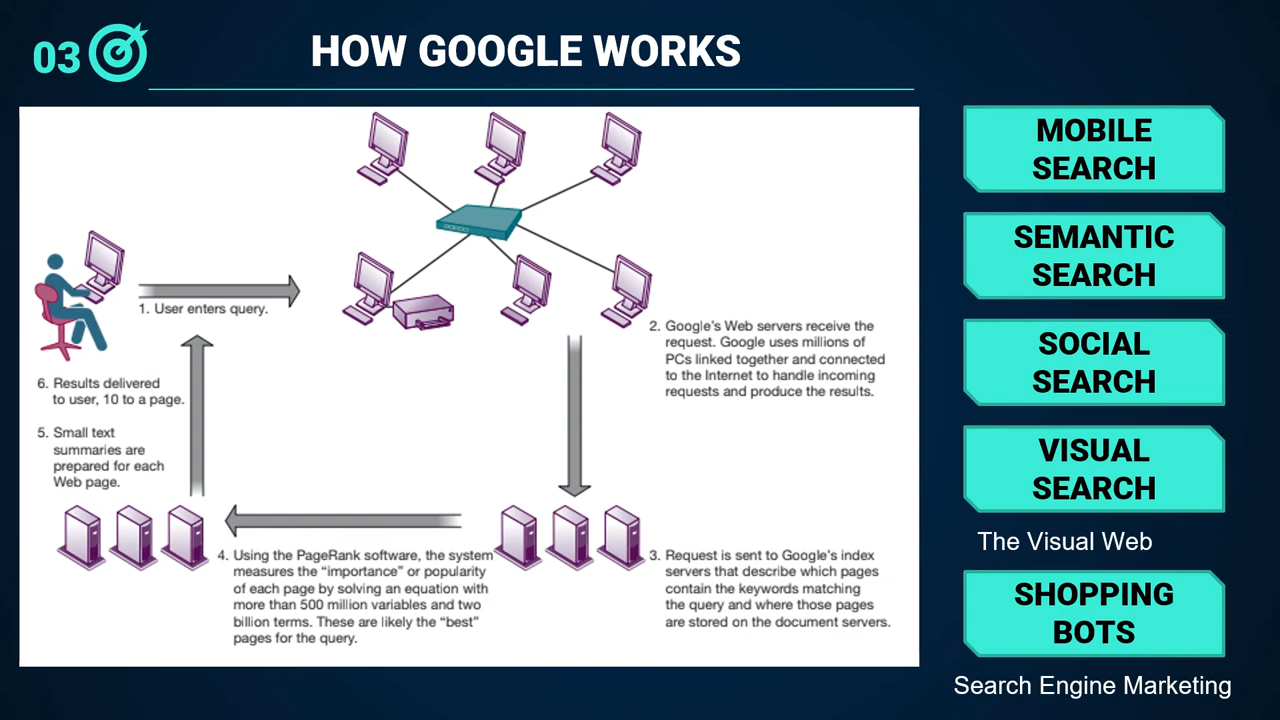 03
HOW GOOGLE WORKS
1. User enters query.
2. Google's Web servers receive the
request. Google uses millions of
PCs linked together and connected
to the Internet to handle incoming
requests and produce the results.
3. Request is sent to Google's index
servers that describe which pages
contain the keywords matching
the query and where those pages
are stored on the document servers.
4. Using the PageRank software, the system
measures the “importance” or popularity
of each page by solving an equation with
more than 500 million variables and two
billion terms. These are likely the “best”
pages for the query.
5. Small text
summaries are
prepared for each
Web page.
6. Results delivered
to user, 10 to a page.
MOBILE
SEARCH
SEMANTIC
SEARCH
SOCIAL
SEARCH
VISUAL
SEARCH
The Visual Web
SHOPPING
BOTS
Search Engine Marketing